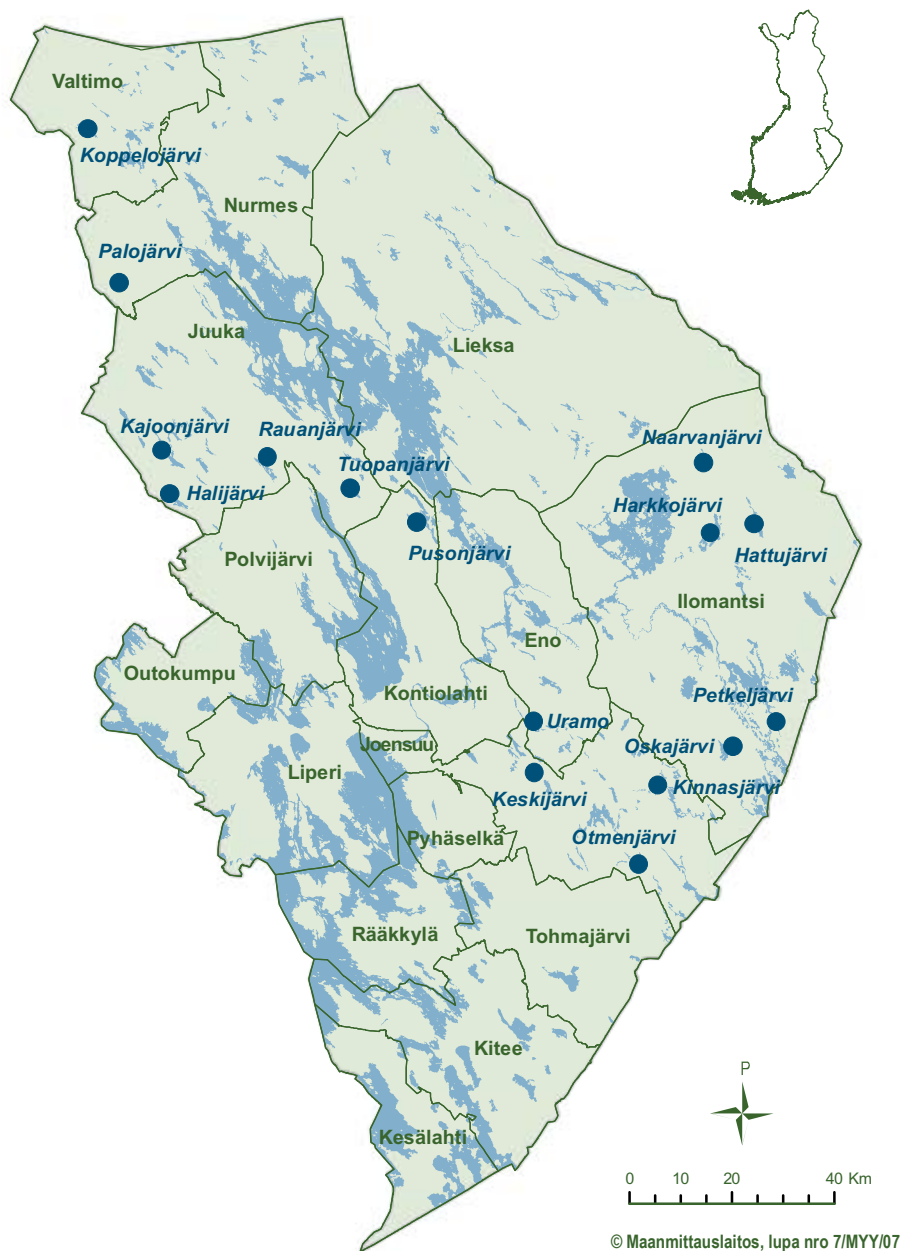 Valtimo
Koppelojärvi
Nurmes
Palojärvi
Juuka
Lieksa
Kajoonjärvi
Rauanjärvi
Naarvanjärvi
Tuopanjärvi
Halijärvi
Harkkojärvi
Pusonjärvi
Hattujärvi
Polvijärvi
Ilomantsi
Eno
Outokumpu
Kontiolahti
Petkeljärvi
Uramo
Joensuu
Oskajärvi
Liperi
Keskijärvi
Kinnasjärvi
Pyhäselkä
Otmenjärvi
Rääkkylä
Tohmajärvi
Kitee
P
Kesälahti
0 10 20 40 Km
© Maanmittauslaitos, lupa nro 7/MYY/07